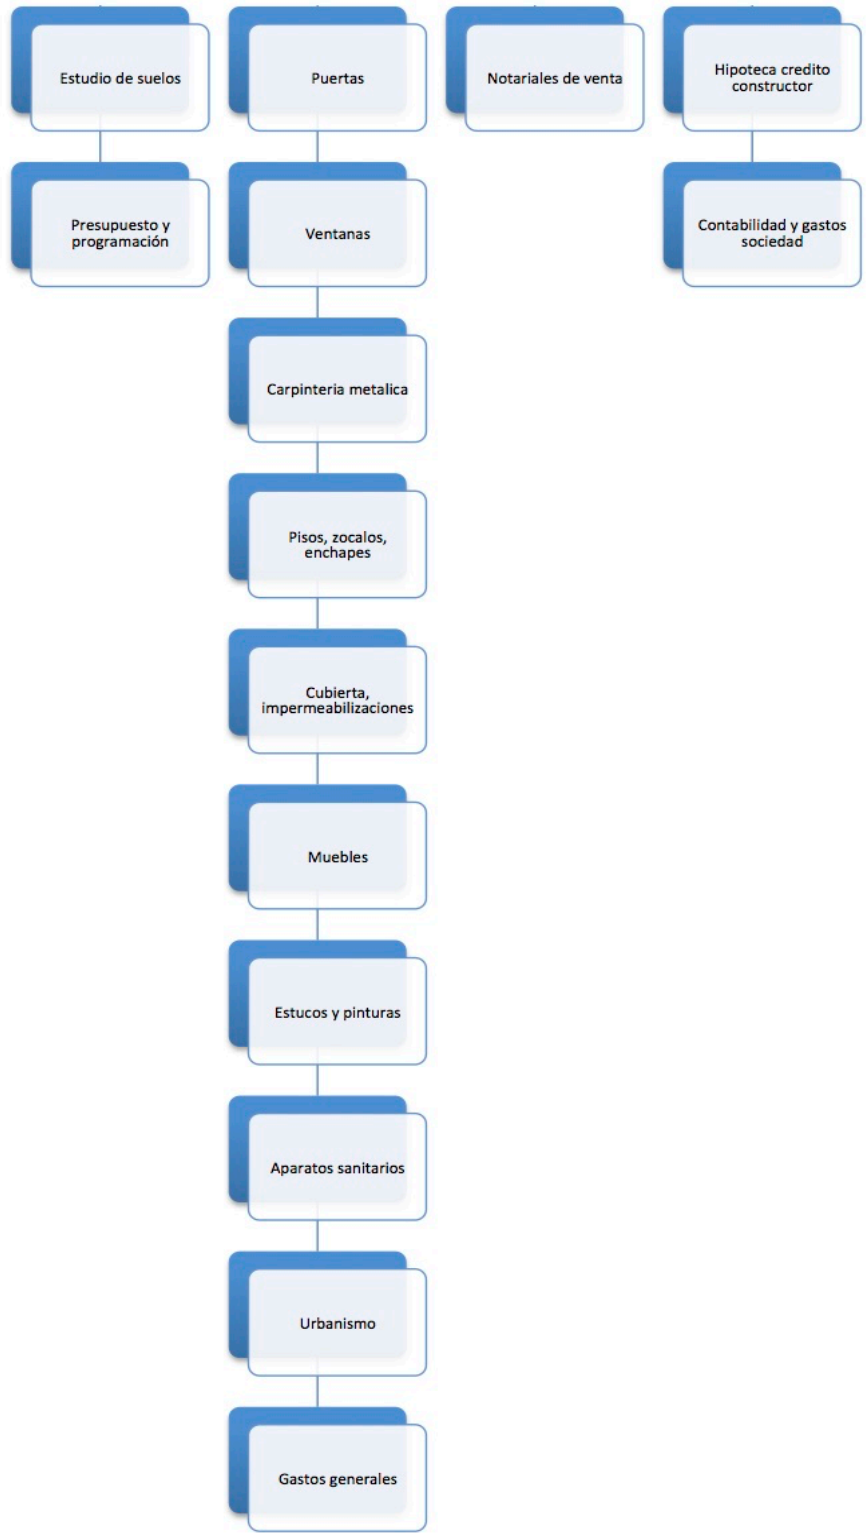 Estudio de suelos
Puertas
Notariales de venta
Hipoteca credito
constructor
Presupuesto y
programación
Ventanas
Contabilidad y gastos
sociedad
Carpinteria metalica
Pisos, zocalos,
enchapes
Cubierta,
impermeabilizaciones
Muebles
Estucos y pinturas
Aparatos sanitarios
Urbanismo
Gastos generales